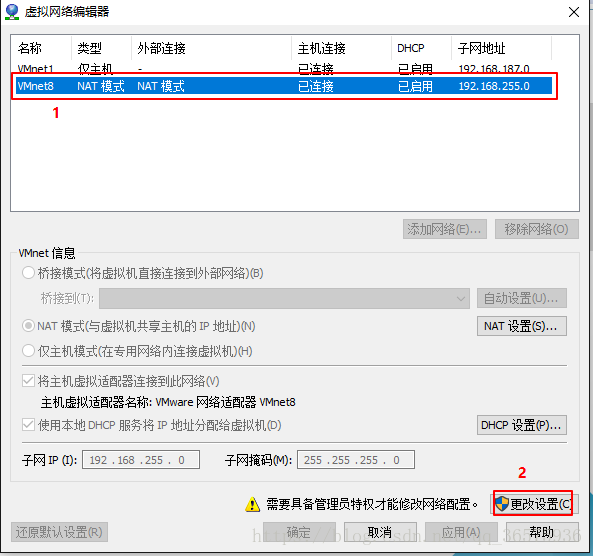 虚拟网络编辑器
名称 类型 外部连接 主机连接 DHCP 子网地址
VMnet1 仅主机 - 已连接 已启用 192.168.187.0
VMnet8 NAT 模式 NAT 模式 已连接 已启用 192.168.255.0
1
添加网络(E)... 移除网络(O)
VMnet 信息
桥接模式(将虚拟机直接连接到外部网络)(B)
桥接到(T): 自动设置(U)...
NAT 模式(与虚拟机共享主机的 IP 地址)(N) NAT 设置(S)...
仅主机模式(在专用网络内连接虚拟机)(H)
将主机虚拟适配器连接到此网络(V)
主机虚拟适配器名称: VMware 网络适配器 VMnet8
使用本地 DHCP 服务将 IP 地址分配给虚拟机(D) DHCP 设置(P)...
子网 IP (I): 192 .168 .255 . 0 子网掩码(M): 255 .255 .255 . 0
2
需要具备管理员特权才能修改网络配置。 更改设置(C)
还原默认设置(R) 确定 取消 应用(A) 帮助